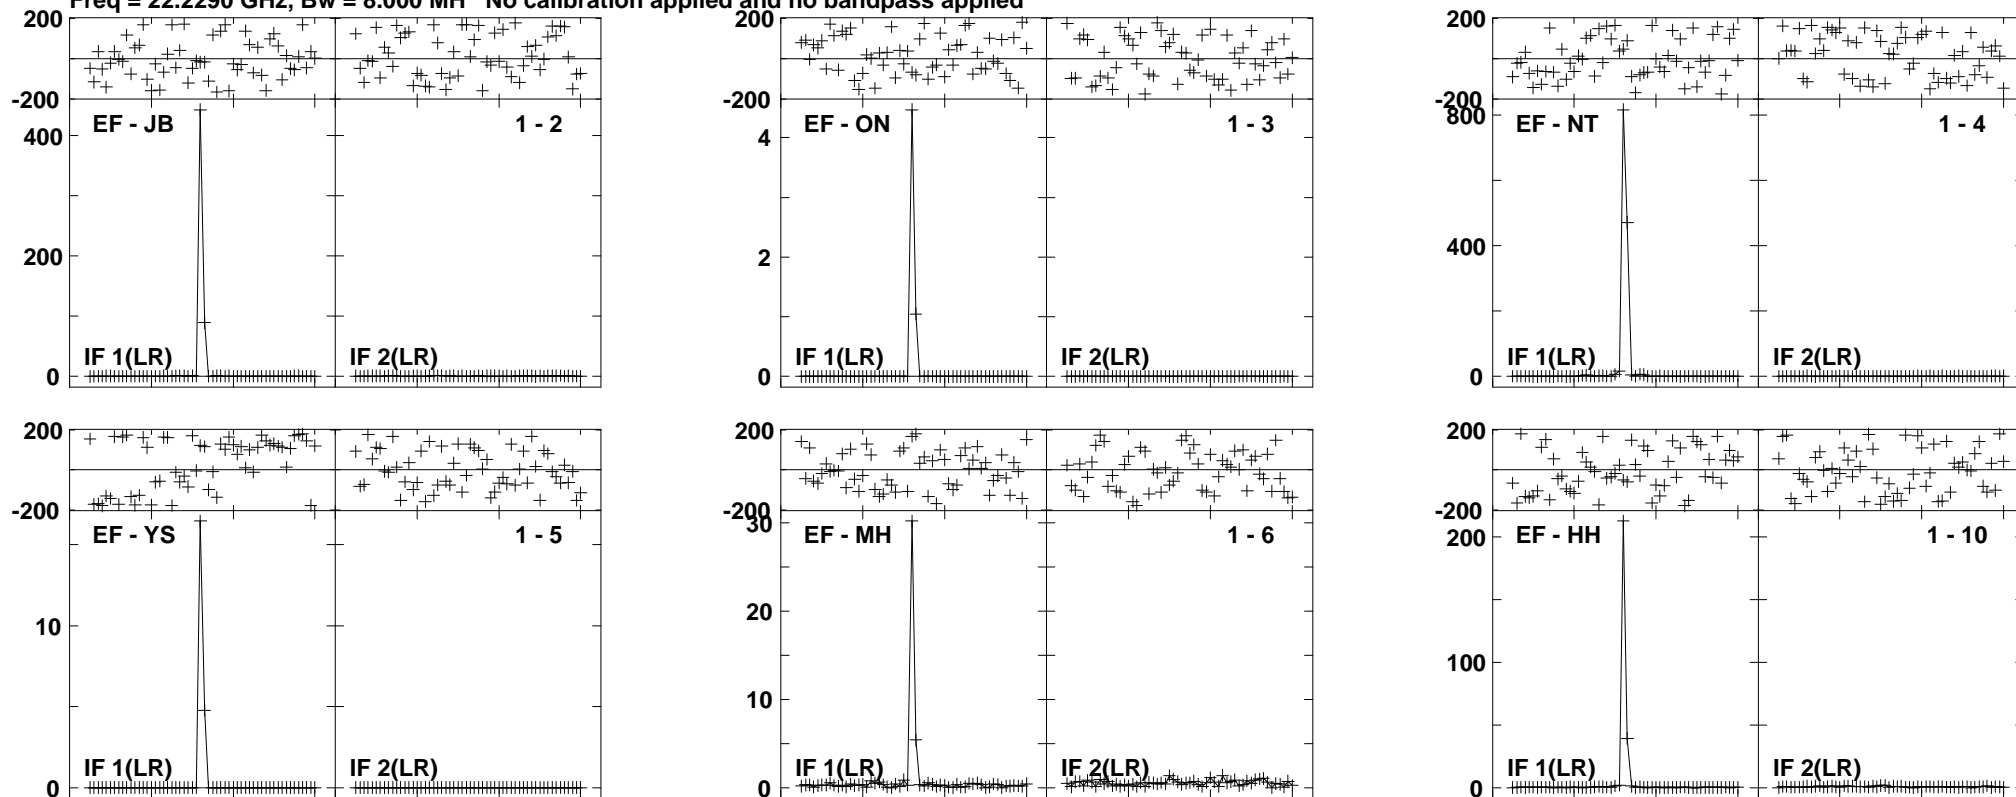 Freq = 22.2290 GHz, Bw = 8.000 MH No calibration applied and no bandpass applied
200
-200
EF - JB
1 - 2
400
200
0
IF 1(LR)
IF 2(LR)
200
-200
EF - ON
1 - 3
4
2
0
IF 1(LR)
IF 2(LR)
200
-200
EF - NT
1 - 4
800
400
0
IF 1(LR)
IF 2(LR)
200
-200
EF - YS
1 - 5
10
0
IF 1(LR)
IF 2(LR)
200
-200
EF - MH
1 - 6
30
20
10
0
IF 1(LR)
IF 2(LR)
200
-200
EF - HH
1 - 10
200
100
0
IF 1(LR)
IF 2(LR)